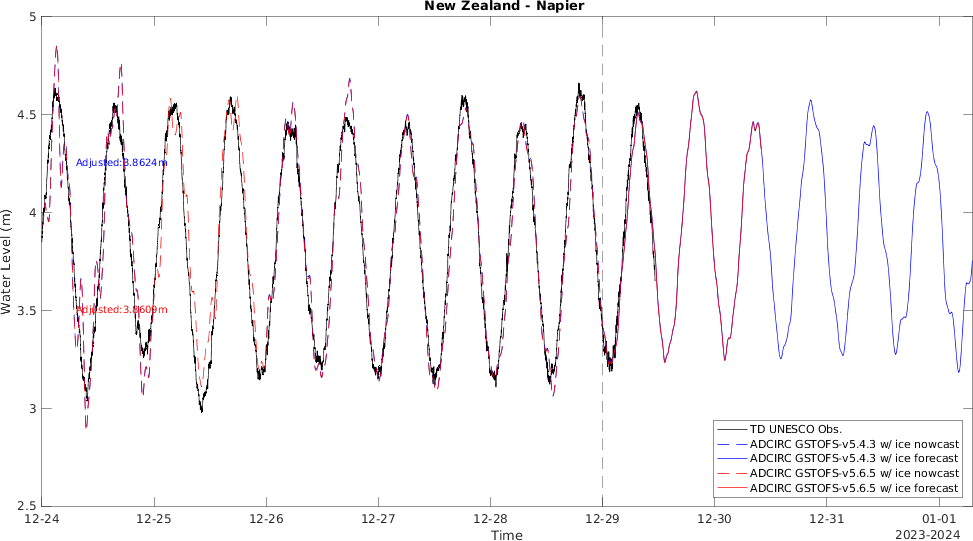 New Zealand - Napier
5
4.5
4
3.5
3
2.5
Water Level (m)
Adjusted:3.8624m
Adjusted:3.8609m
TD UNESCO Obs.
ADCIRC GSTOFS-v5.4.3 w/ ice nowcast
ADCIRC GSTOFS-v5.4.3 w/ ice forecast
ADCIRC GSTOFS-v5.6.5 w/ ice nowcast
ADCIRC GSTOFS-v5.6.5 w/ ice forecast
12-24 12-25 12-26 12-27 12-28 12-29 12-30 12-31 01-01
Time
2023-2024